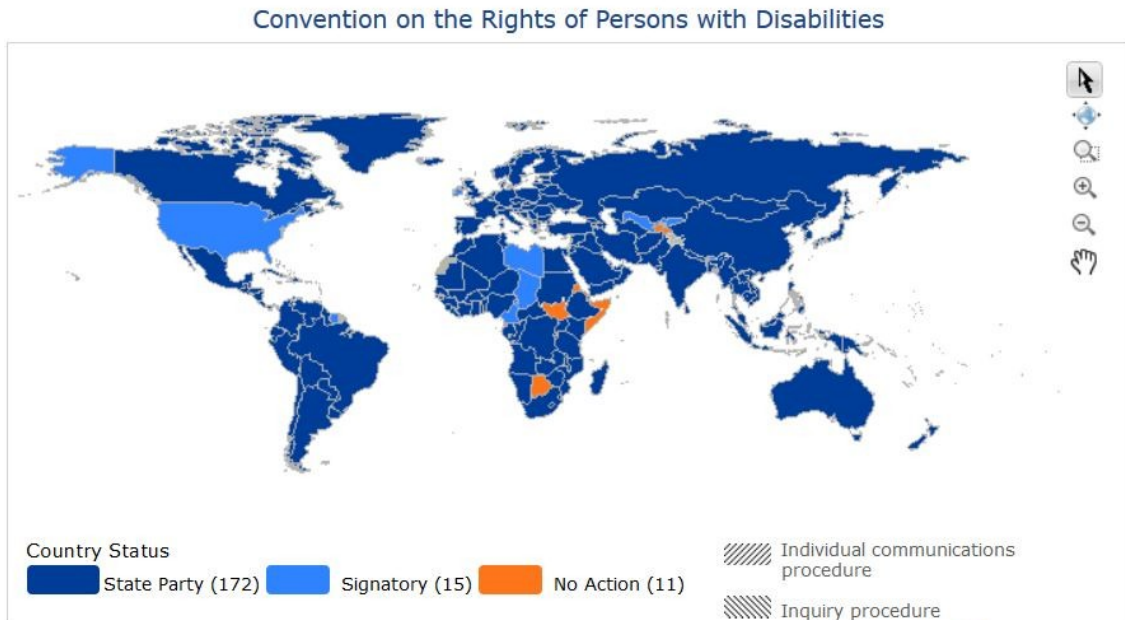 Convention on the Rights of Persons with Disabilities
Country Status
State Party (172)
Signatory (15)
No Action (11)
Individual communications
procedure
Inquiry procedure